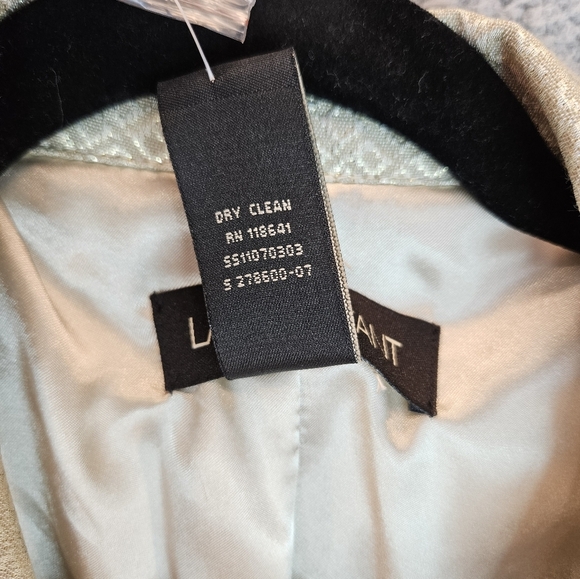 DRY CLEAN
RN 118641
SS11070303
S 278600-07